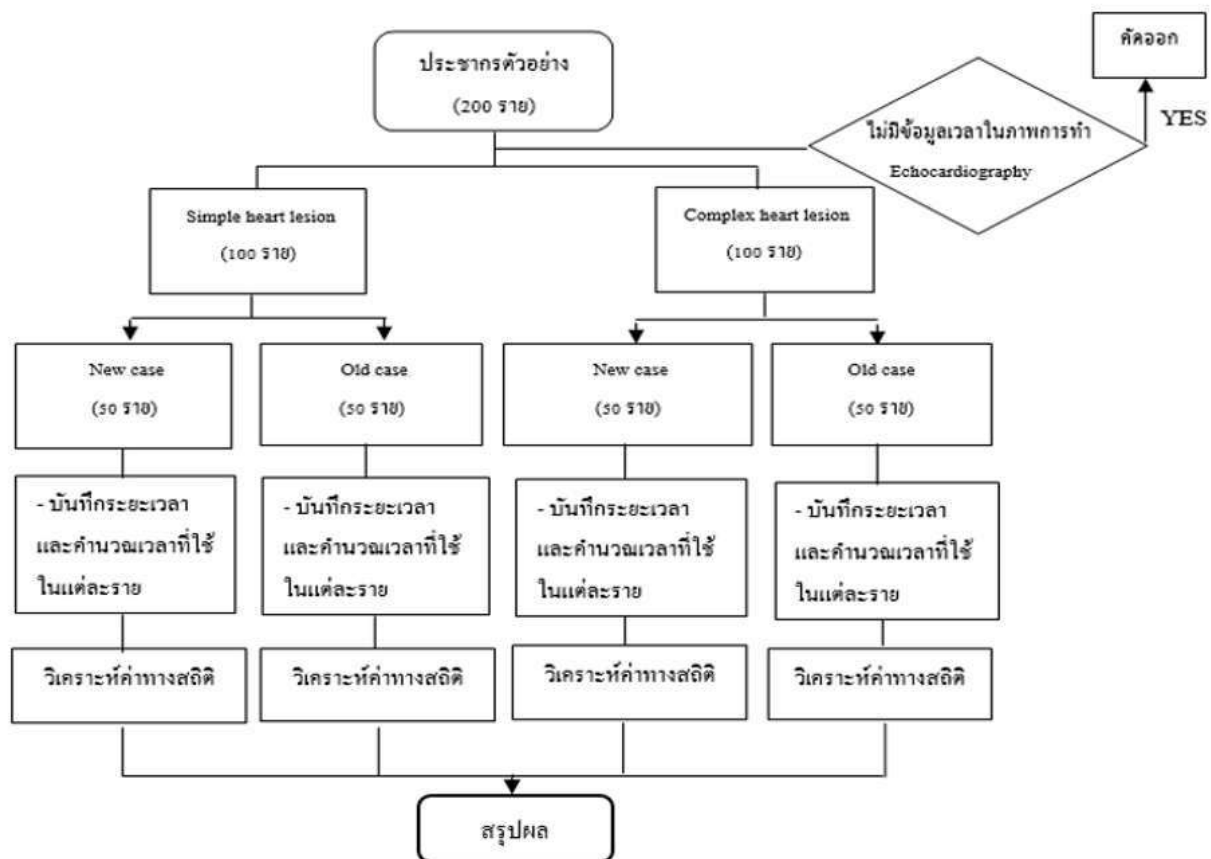 ประชากรตัวอย่าง
(200 ราย)
คัดออก
YES
ไม่มีข้อมูลเวลาในภาพการทำ
Echocardiography
Simple heart lesion
(100 ราย)
Complex heart lesion
(100 ราย)
New case
(50 ราย)
Old case
(50 ราย)
New case
(50 ราย)
Old case
(50 ราย)
- บันทึกระยะเวลา
และคำนวณเวลาที่ใช้
ในแต่ละราย
- บันทึกระยะเวลา
และคำนวณเวลาที่ใช้
ในแต่ละราย
- บันทึกระยะเวลา
และคำนวณเวลาที่ใช้
ในแต่ละราย
- บันทึกระยะเวลา
และคำนวณเวลาที่ใช้
ในแต่ละราย
วิเคราะห์ค่าทางสถิติ
วิเคราะห์ค่าทางสถิติ
วิเคราะห์ค่าทางสถิติ
วิเคราะห์ค่าทางสถิติ
สรุปผล